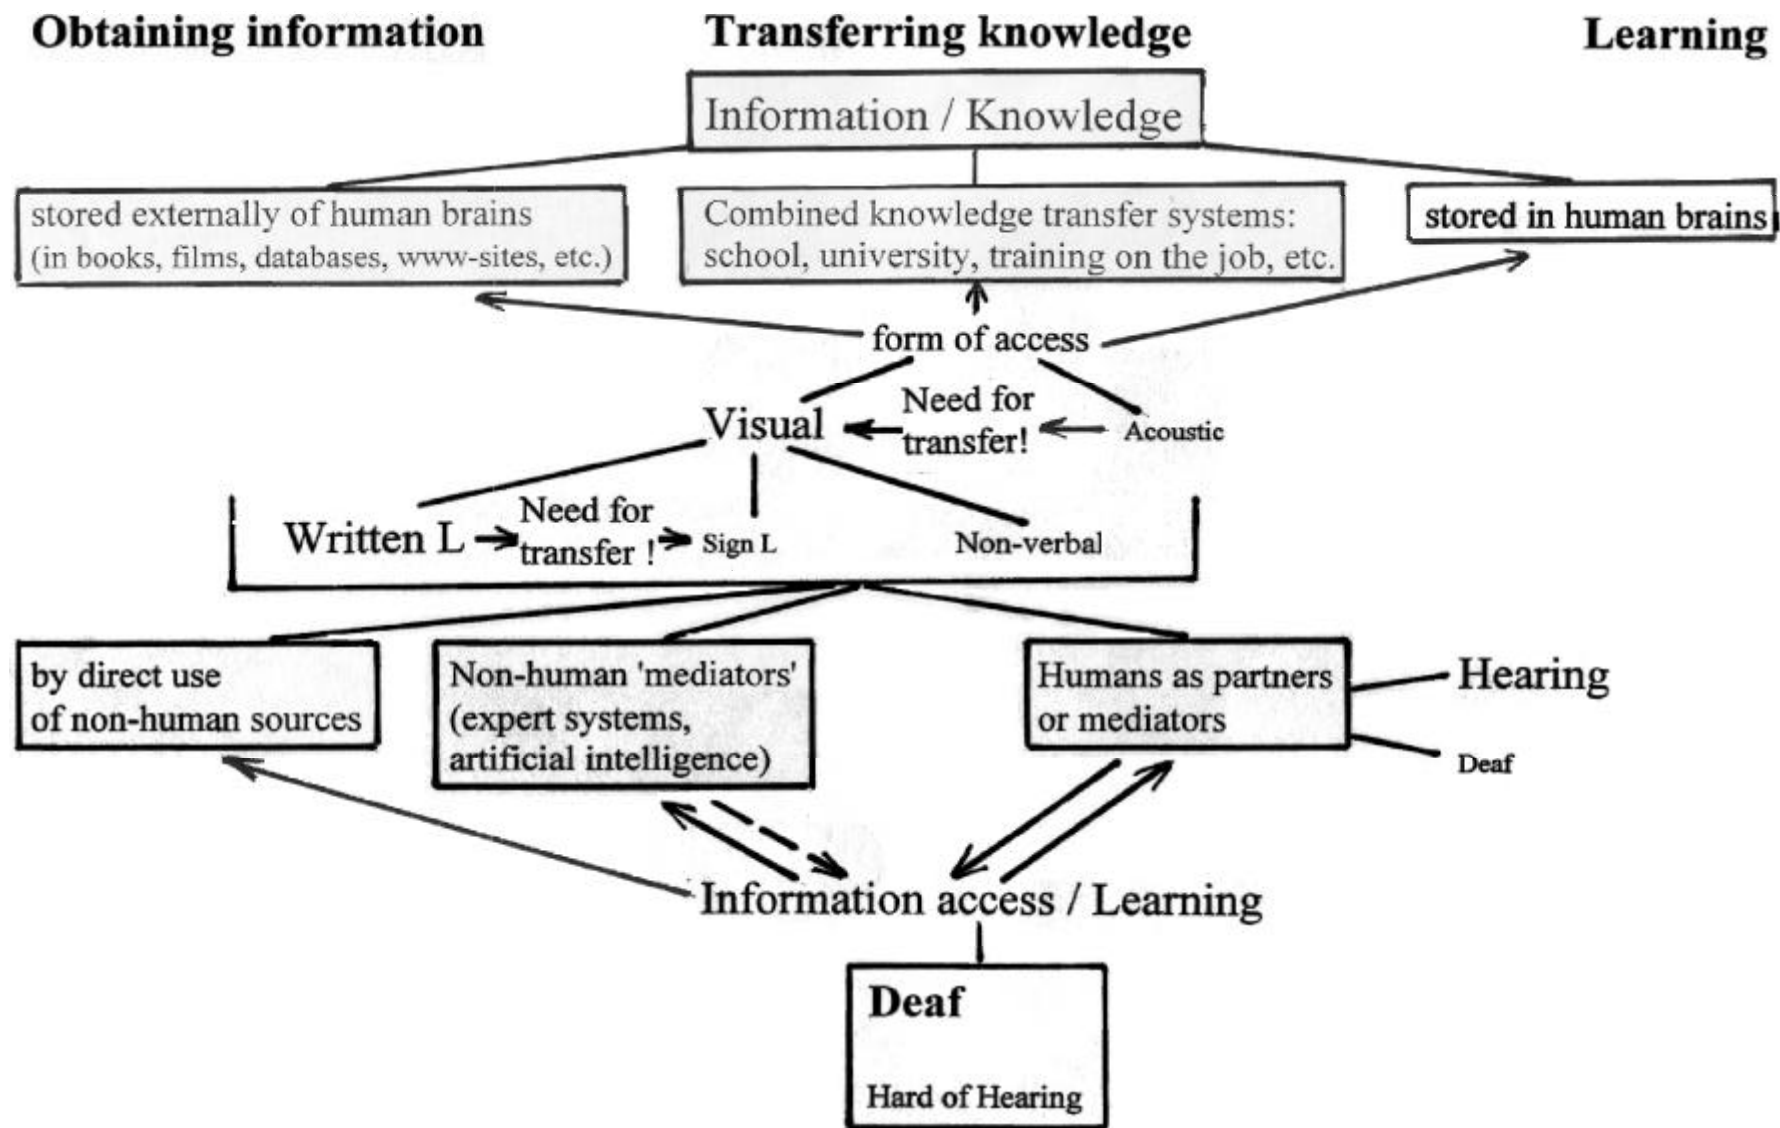 Obtaining information
Transferring knowledge
Learning
Information / Knowledge
stored externally of human brains
(in books, films, databases, www-sites, etc.)
Combined knowledge transfer systems:
school, university, training on the job, etc.
stored in human brains
form of access
Visual
Need for
transfer!
Acoustic
Written L
Need for
transfer !
Sign L
Non-verbal
by direct use
of non-human sources
Non-human 'mediators'
(expert systems,
artificial intelligence)
Humans as partners
or mediators
Hearing
Deaf
Information access / Learning
Deaf
Hard of Hearing